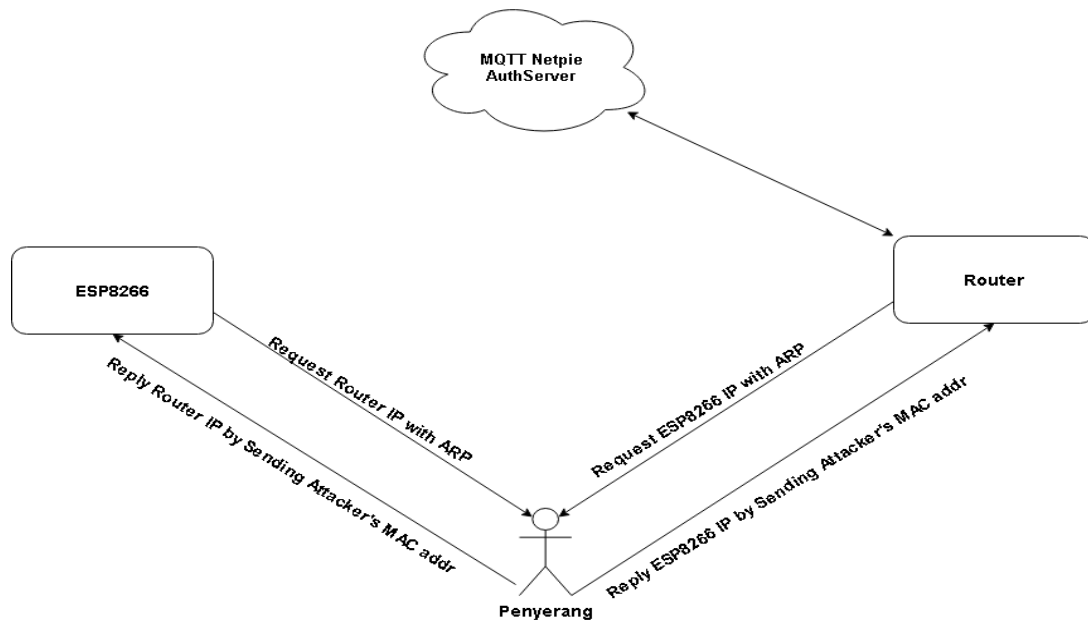 MQTT Netpie
AuthServer
ESP8266
Router
Request Router IP with ARP
Reply Router IP by Sending Attacker's MAC addr
Request ESP8266 IP with ARP
Reply ESP8266 IP by Sending Attacker's MAC addr
Penyerang